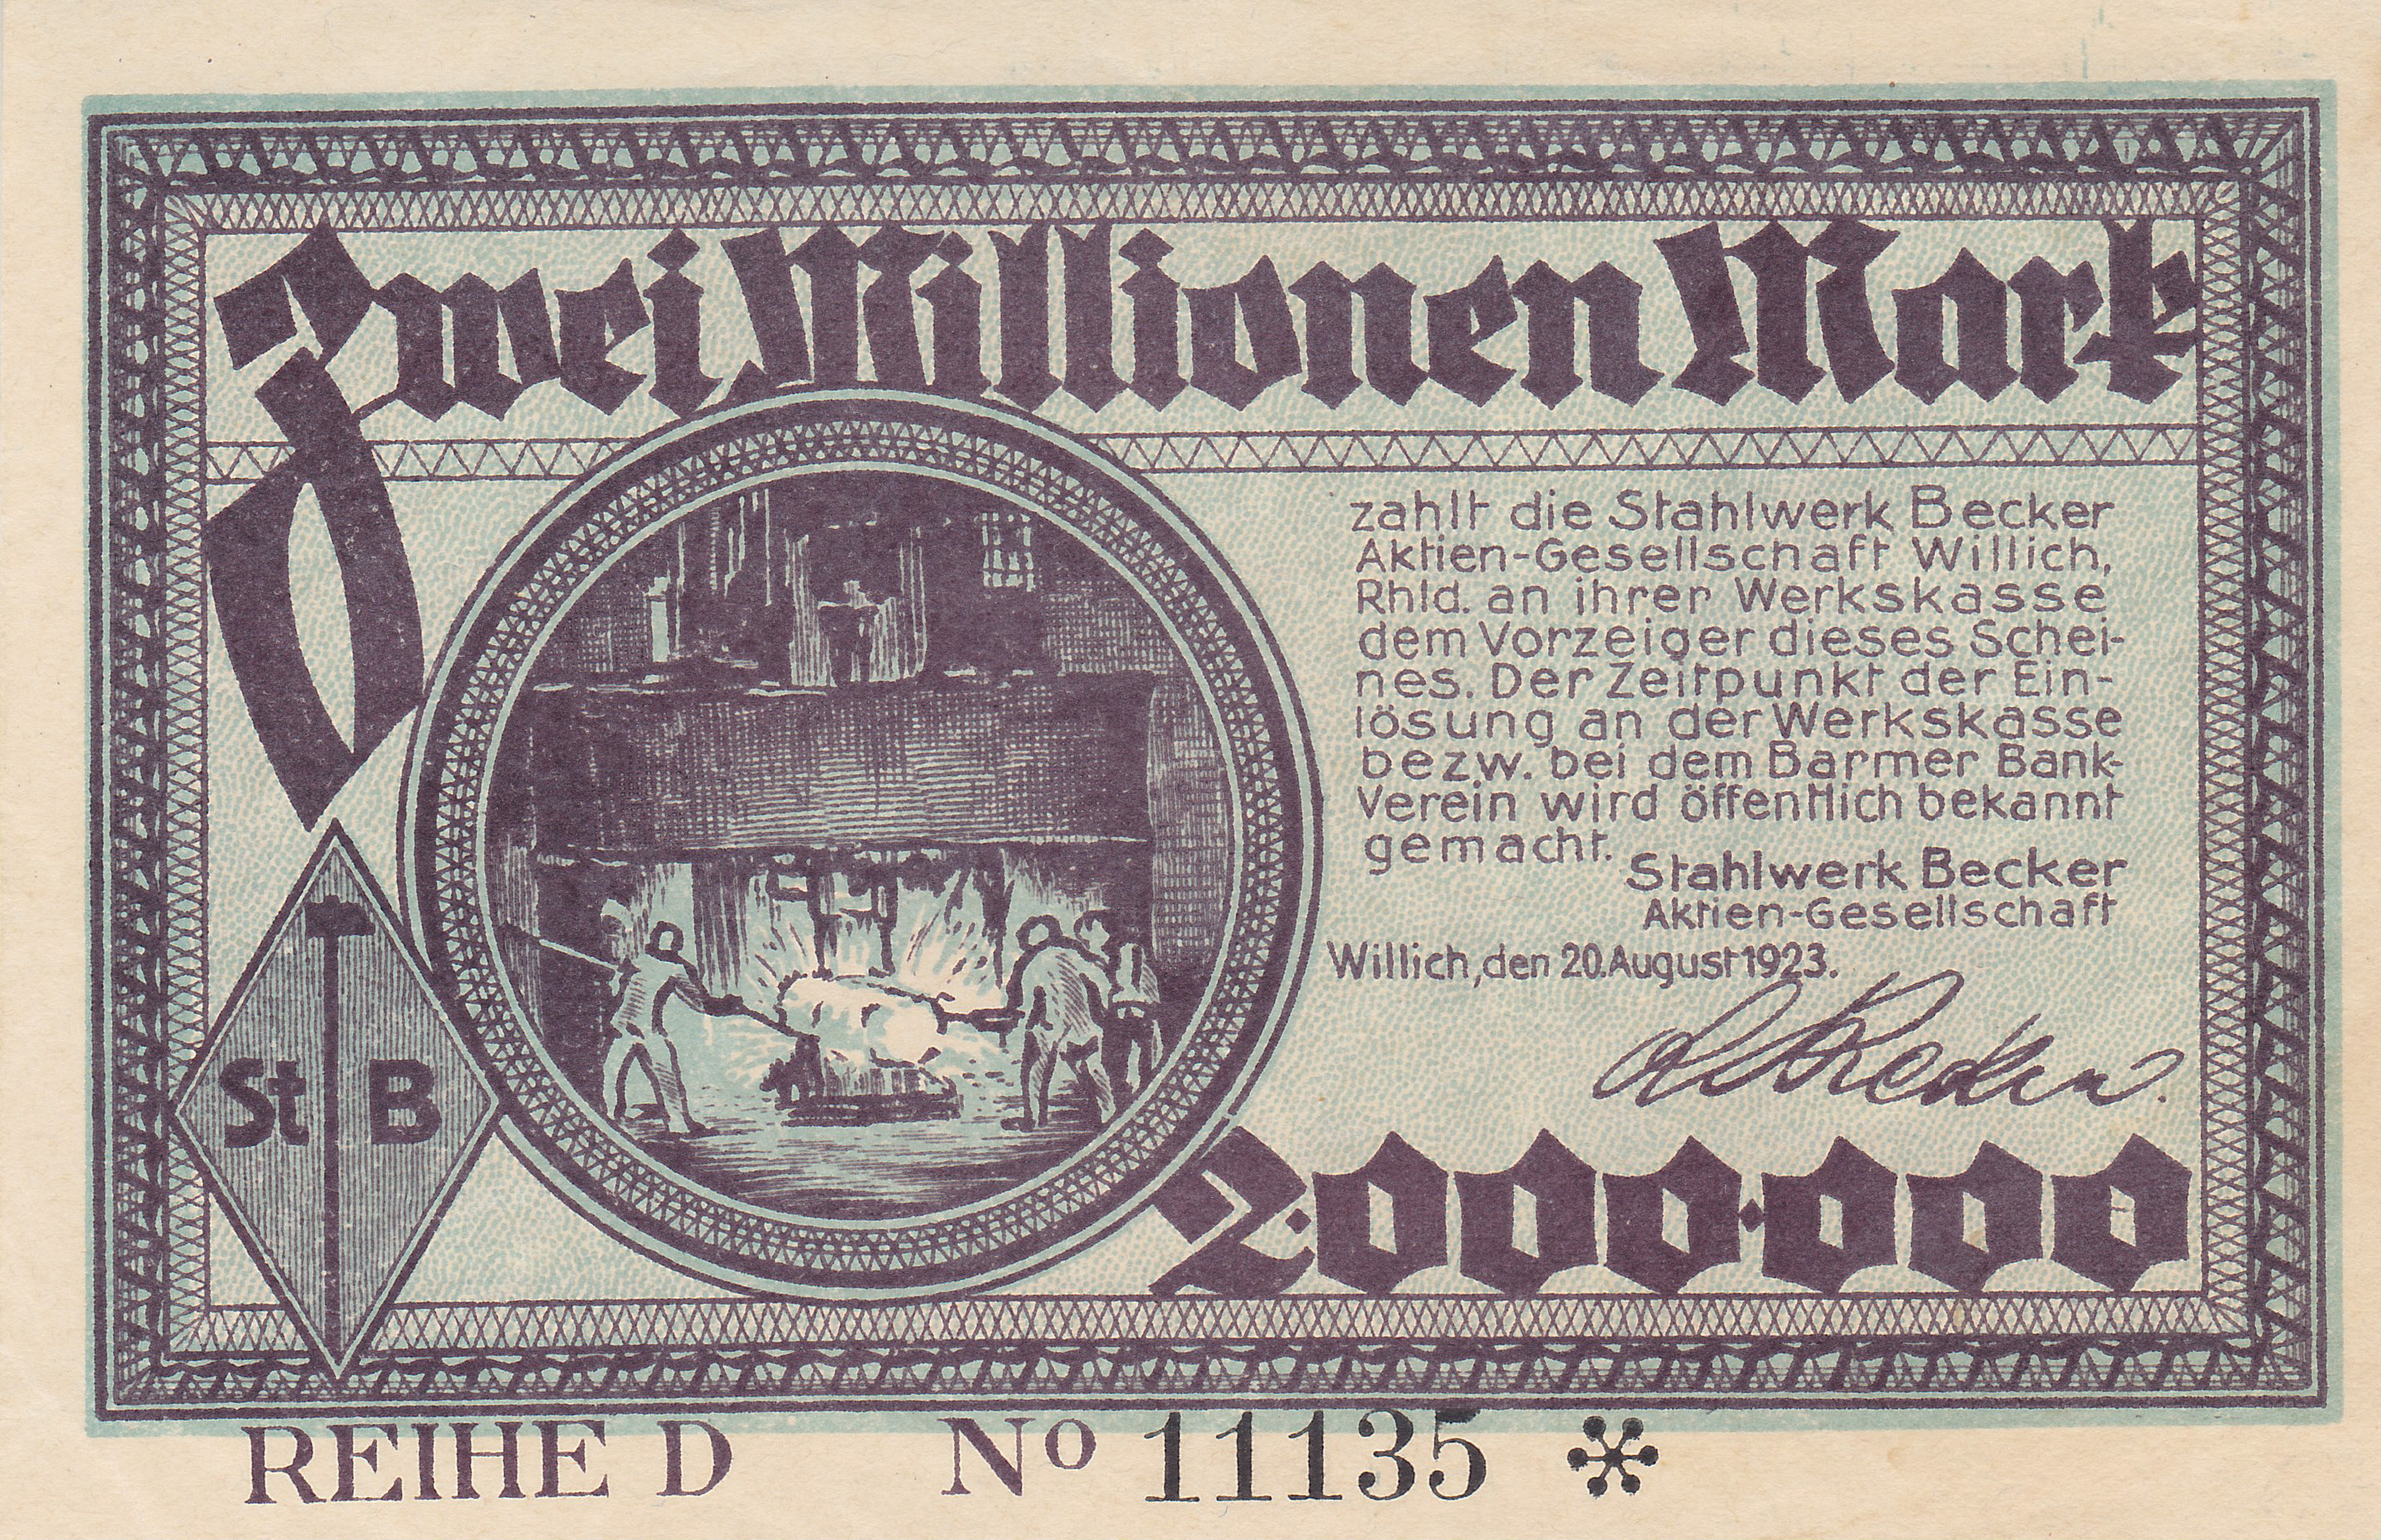 Zwei Millionen Mark
zahlt die Stahlwerk Becker
Aktien-Gesellschaft Willich,
Rhld. an ihrer Werkskasse
dem Vorzeiger dieses Schei-
nes. Der Zeitpunkt der Ein-
lösung an der Werkskasse
bezw. bei dem Barmer Bank-
Verein wird öffentlich bekannt
gemacht.
Stahlwerk Becker
Aktien-Gesellschaft
Willich, den 20. August 1923.
St B
2.000.000
REIHE D No 11135